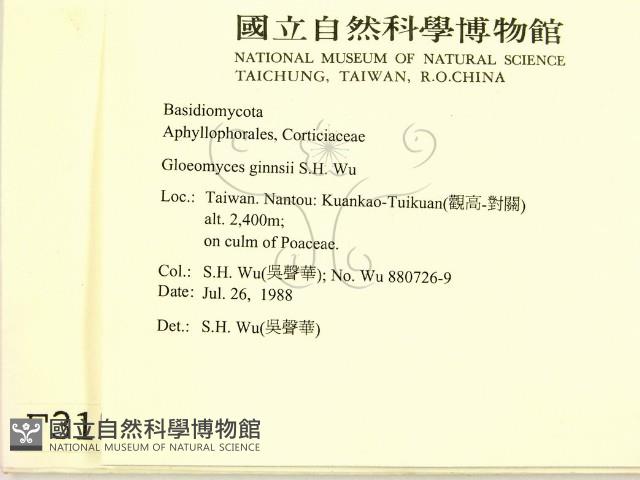 國立自然科學博物館
NATIONAL MUSEUM OF NATURAL SCIENCE
TAICHUNG, TAIWAN, R.O.CHINA
Basidiomycota
Aphyllophorales, Corticiaceae
Gloeomyces ginnsii S.H. Wu
Loc.: Taiwan. Nantou: Kuankao-Tuikuan(觀高-對關)
alt. 2,400m;
on culm of Poaceae.
Col.: S.H. Wu(吳聲華); No. Wu 880726-9
Date: Jul. 26, 1988
Det.: S.H. Wu(吳聲華)
國立自然科學博物館
NATIONAL MUSEUM OF NATURAL SCIENCE